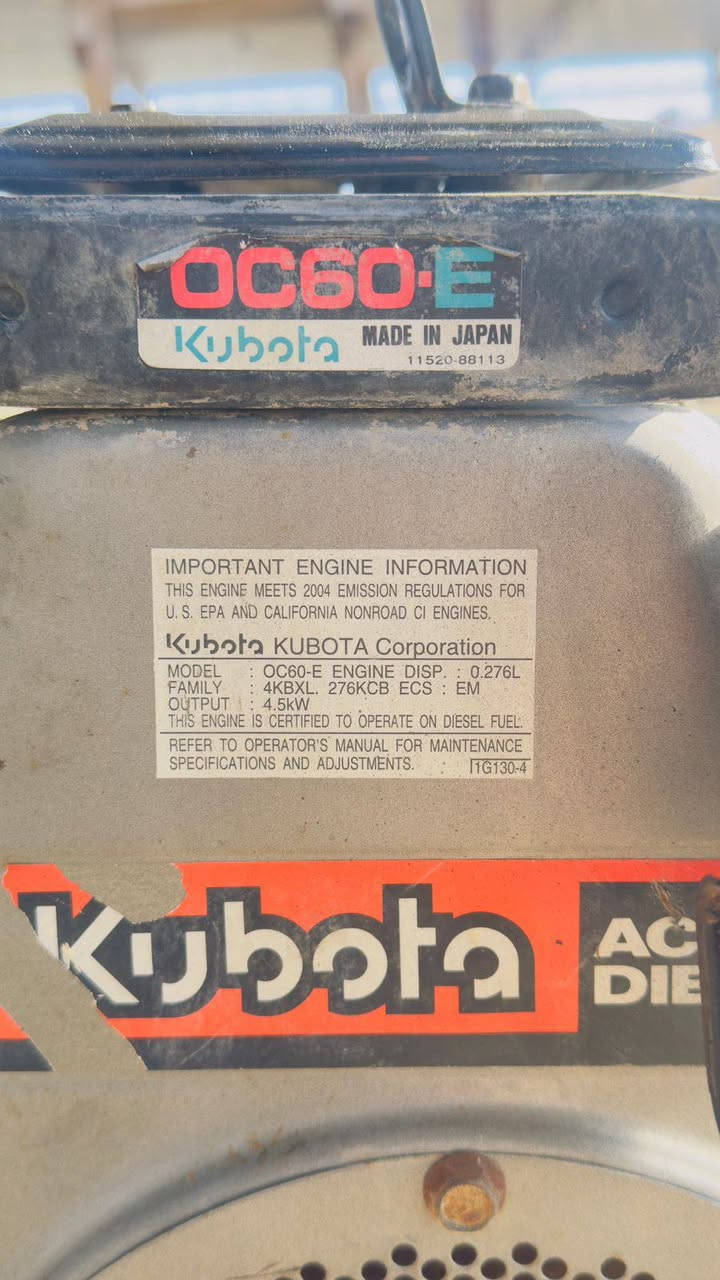 OC60·E
Kubota MADE IN JAPAN
11520-88113
IMPORTANT ENGINE INFORMATION
THIS ENGINE MEETS 2004 EMISSION REGULATIONS FOR
U.S. EPA AND CALIFORNIA NONROAD CI ENGINES.
Kubota KUBOTA Corporation
MODEL : OC60-E ENGINE DISP. : 0.276L
FAMILY : 4KBXL. 276KCB ECS : EM
OUTPUT : 4.5kW
THIS ENGINE IS CERTIFIED TO OPERATE ON DIESEL FUEL.
REFER TO OPERATOR'S MANUAL FOR MAINTENANCE
SPECIFICATIONS AND ADJUSTMENTS. 1G130-4
Kubota AC
DIE